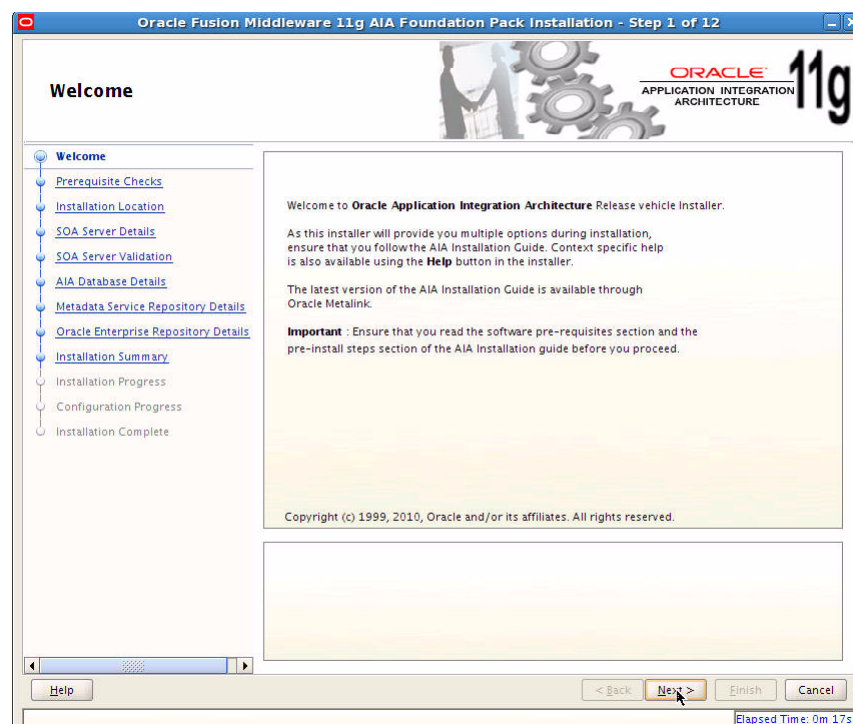 Oracle Fusion Middleware 11g AIA Foundation Pack Installation - Step 1 of 12
Welcome
ORACLE
APPLICATION INTEGRATION
ARCHITECTURE
11g
Welcome
Prerequisite Checks
Installation Location
SOA Server Details
SOA Server Validation
AIA Database Details
Metadata Service Repository Details
Oracle Enterprise Repository Details
Installation Summary
Installation Progress
Configuration Progress
Installation Complete
Welcome to Oracle Application Integration Architecture Release vehicle Installer.
As this installer will provide you multiple options during installation,
ensure that you follow the AIA Installation Guide. Context specific help
is also available using the Help button in the installer.
The latest version of the AIA Installation Guide is available through
Oracle Metalink.
Important : Ensure that you read the software pre-requisites section and the
pre-install steps section of the AIA Installation guide before you proceed.
Copyright (c) 1999, 2010, Oracle and/or its affiliates. All rights reserved.
Help
< Back
Next >
Finish
Cancel
Elapsed Time: 0m 17s